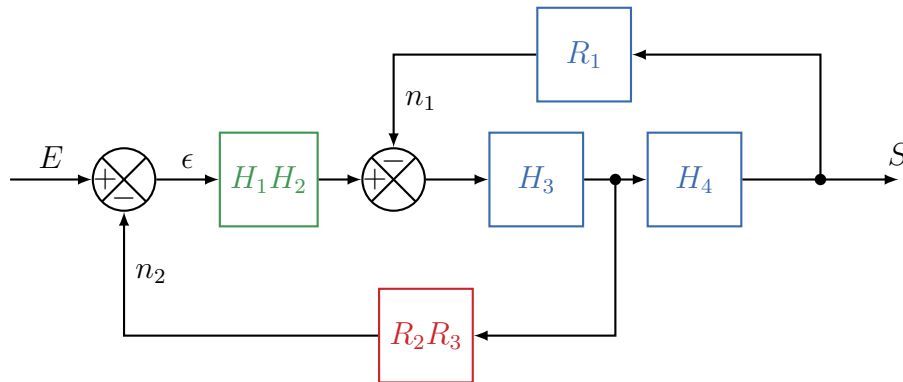 R₁
n₁
E
+
−
ϵ
H₁H₂
+
−
H₃
H₄
S
n₂
R₂R₃